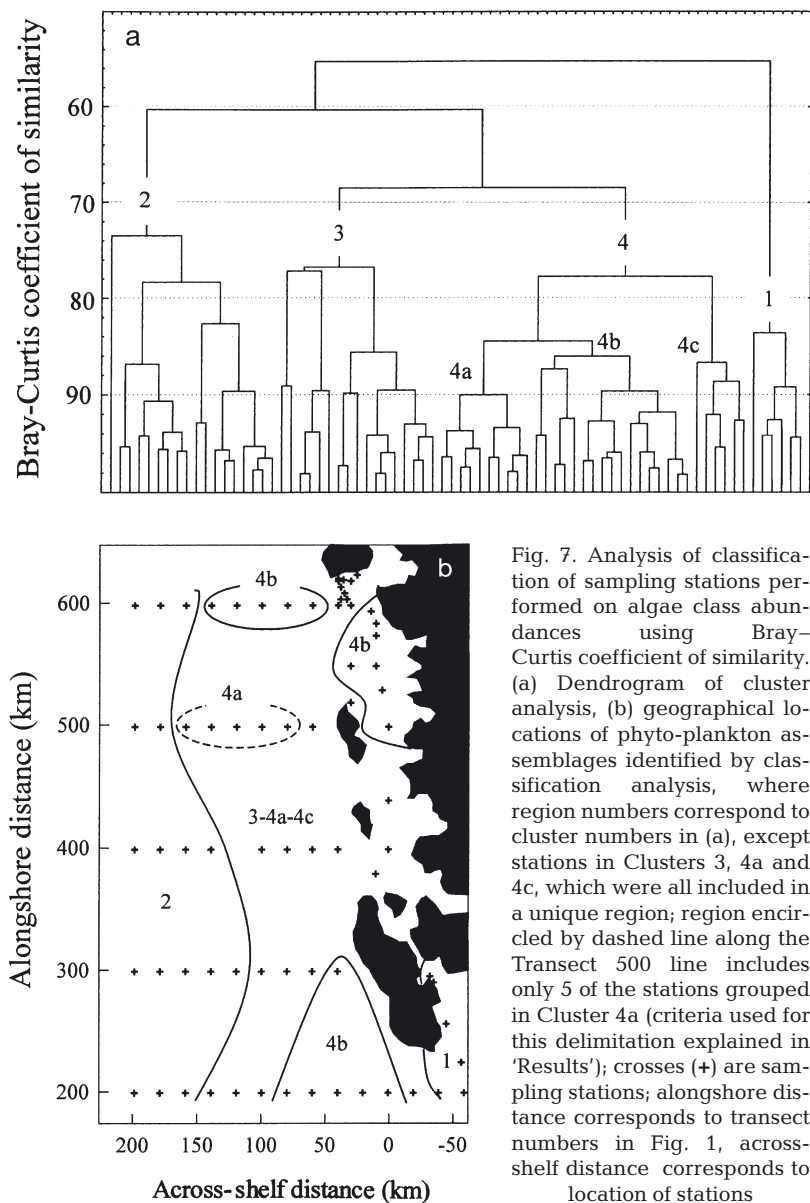 a
Bray-Curtis coefficient of similarity
60
70
80
90
2
3
4
1
4a
4b
4c
b
Alongshore distance (km)
600
500
400
300
200
4b
4b
4a
3-4a-4c
2
4b
1
200 150 100 50 0 -50
Across-shelf distance (km)
Fig. 7. Analysis of classifica-
tion of sampling stations per-
formed on algae class abun-
dances using Bray–
Curtis coefficient of similarity.
(a) Dendrogram of cluster
analysis, (b) geographical lo-
cations of phyto-plankton as-
semblages identified by clas-
sification analysis, where
region numbers correspond to
cluster numbers in (a), except
stations in Clusters 3, 4a and
4c, which were all included in
a unique region; region encir-
cled by dashed line along the
Transect 500 line includes
only 5 of the stations grouped
in Cluster 4a (criteria used for
this delimitation explained in
'Results'); crosses (+) are sam-
pling stations; alongshore dis-
tance corresponds to transect
numbers in Fig. 1, across-
shelf distance corresponds to
location of stations